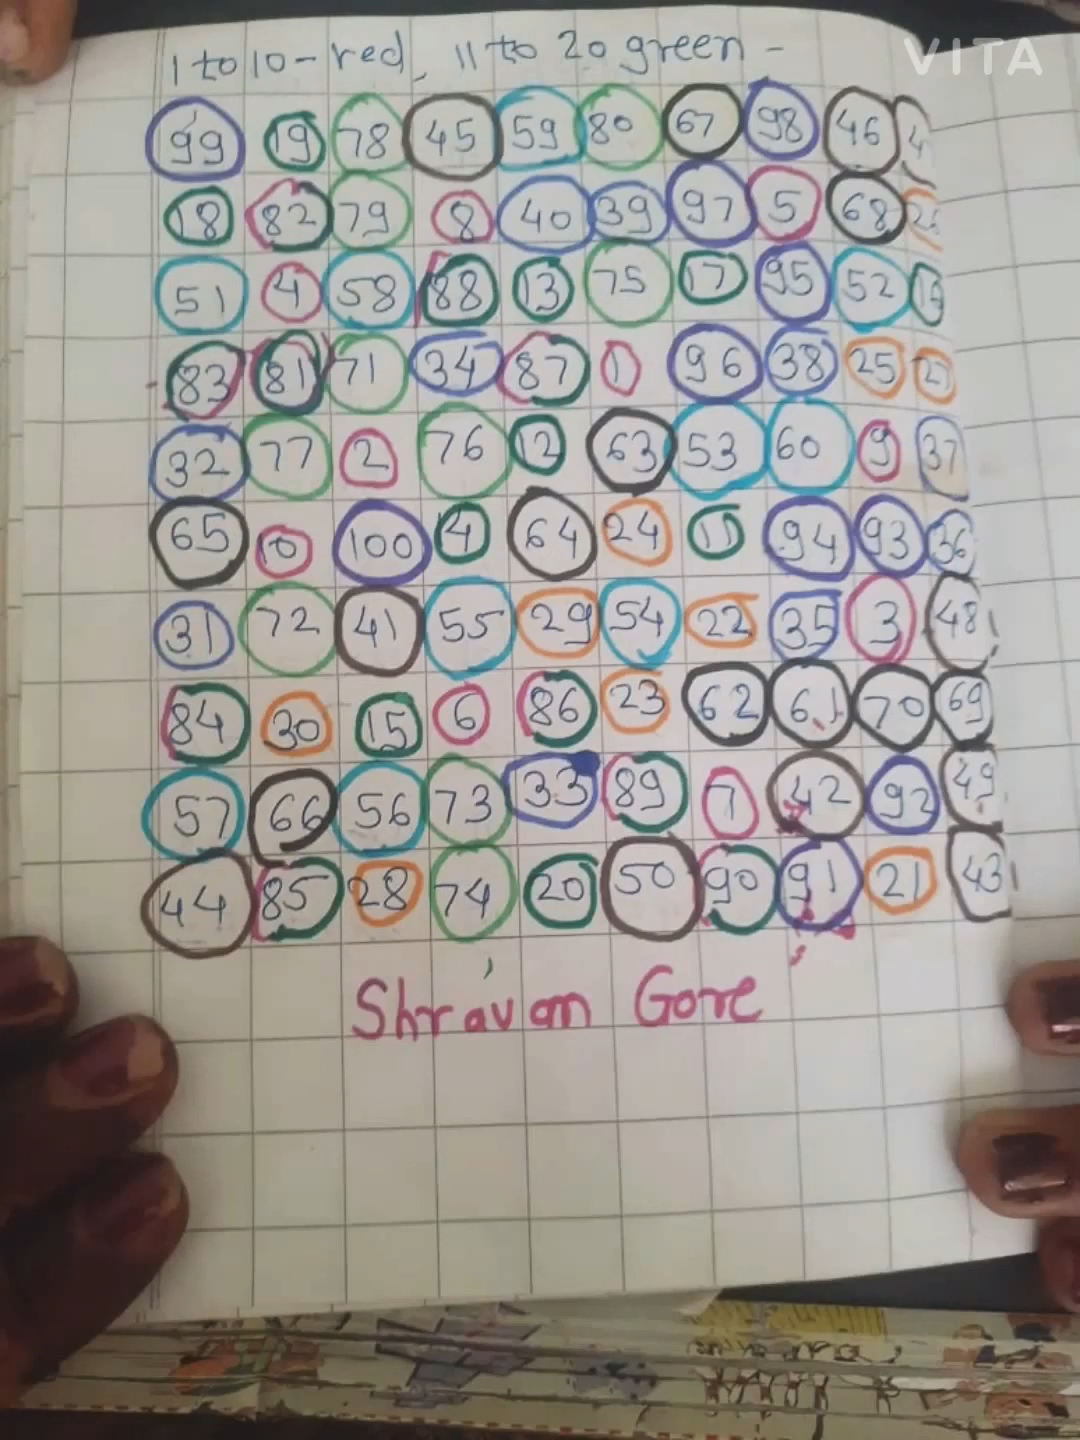 VITA
1 to 10 - red, 11 to 20 green -
99 19 78 45 59 80 67 98 46
18 82 79 8 40 39 97 5 68
51 4 58 88 13 75 17 95 52
83 81 71 34 87 1 96 38 25 27
32 77 2 76 12 63 53 60 9 37
65 10 100 4 64 24 11 94 93 36
31 72 41 55 29 54 22 35 3 48
84 30 15 6 86 23 62 61 70 69
57 66 56 73 33 89 7 42 92 49
44 85 28 74 20 50 90 91 21 43
Shravan Gore